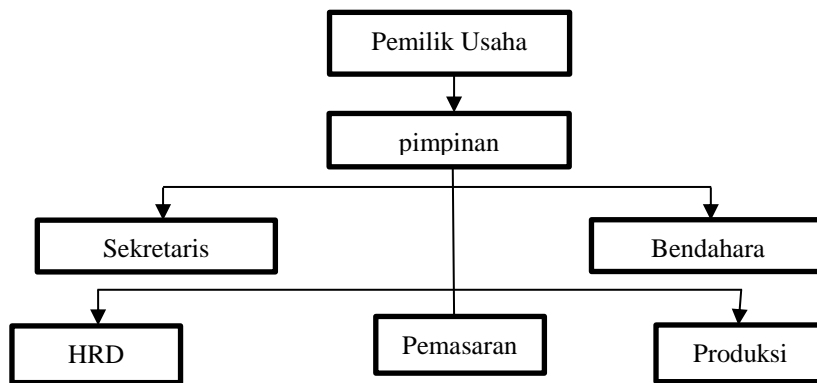 Pemilik Usaha
pimpinan
Sekretaris
Bendahara
HRD
Pemasaran
Produksi